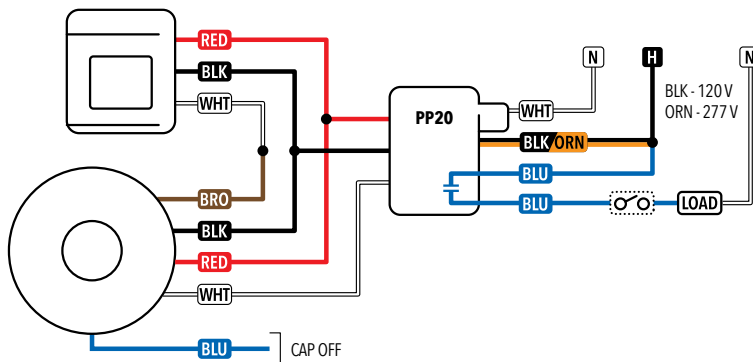 RED
BLK
WHT
BRO
BLK
RED
WHT
BLU
CAP OFF
PP20
WHT
N
H
N
BLK - 120 V
ORN - 277 V
BLK/ORN
BLU
BLU
LOAD